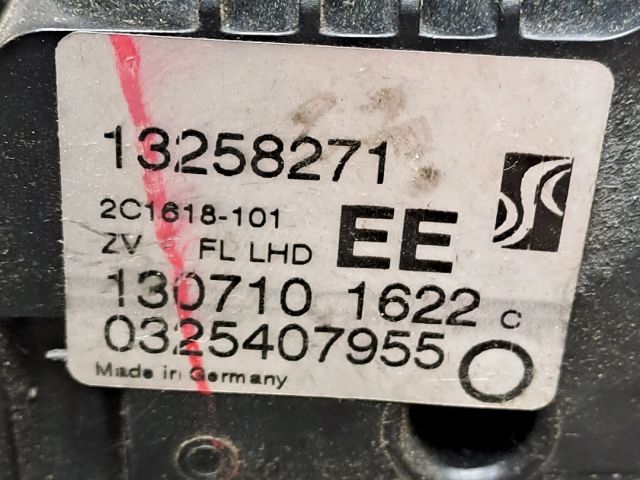 13258271
2C1618-101
EE
ZV - FL LHD
130710 1622 C
0325407955
Made in Germany